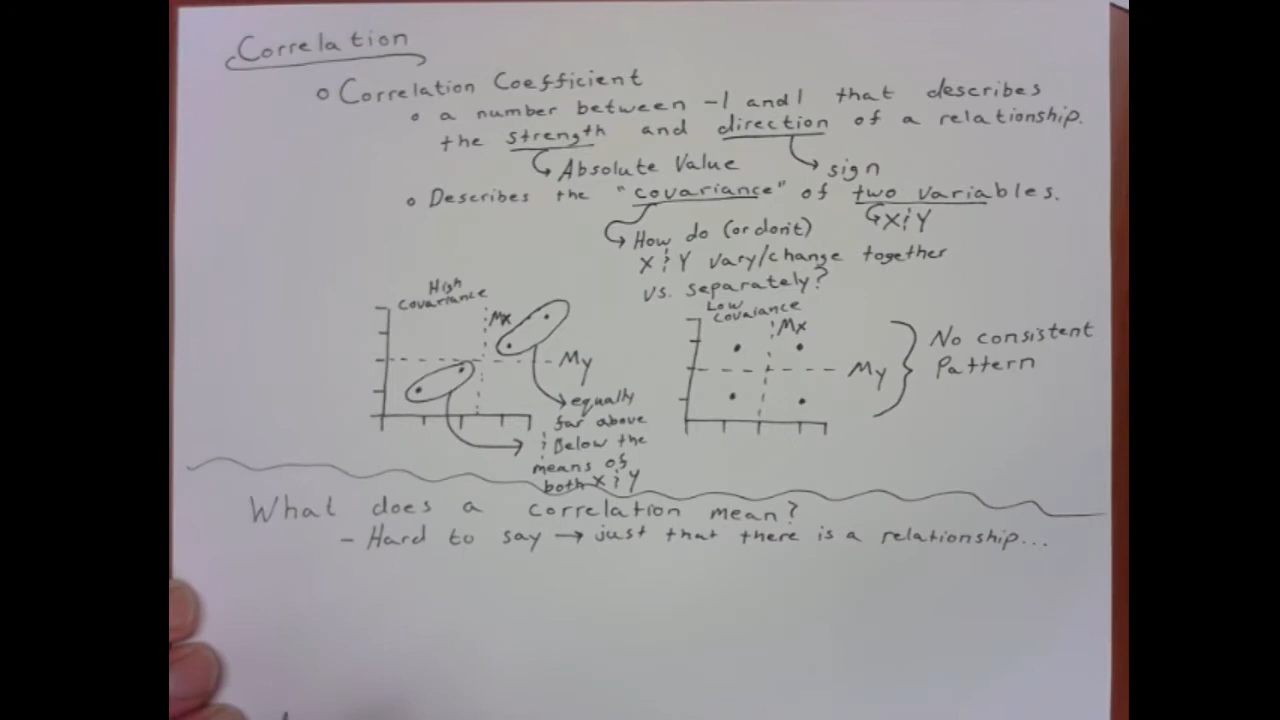 Correlation
Correlation Coefficient
a number between -1 and 1 that describes
the strength and direction of a relationship.
Absolute Value
sign
Describes the "covariance" of two variables.
How do (or don't)
X & Y
X & Y vary/change together
vs. separately?
High
Covariance
Mx
My
equally
far above
& Below the
means of
both X & Y
Low
Covaiance
Mx
My
No consistent
Pattern
What does a correlation mean?
- Hard to say → just that there is a relationship...